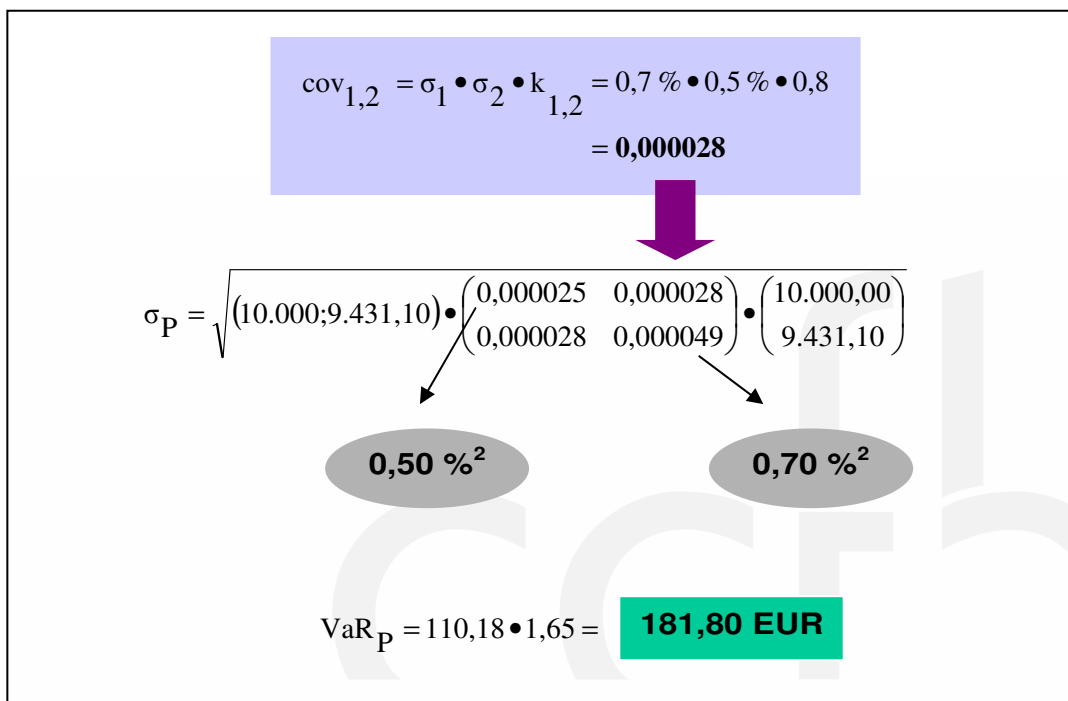 cov1,2 = σ1 • σ2 • k1,2 = 0,7 % • 0,5 % • 0,8
= 0,000028
σP = √(10.000;9.431,10) • (0,000025 0,000028
0,000028 0,000049) • (10.000,00
9.431,10)
0,50 %² 0,70 %²
VaRP = 110,18 • 1,65 = 181,80 EUR